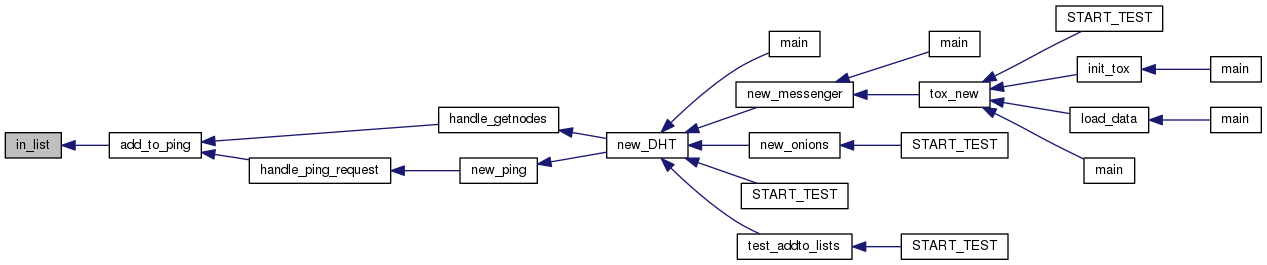 in_list
add_to_ping
handle_getnodes
handle_ping_request
new_ping
new_DHT
main
new_messenger
main
tox_new
START_TEST
init_tox
main
load_data
main
main
new_onions
START_TEST
START_TEST
test_addto_lists
START_TEST